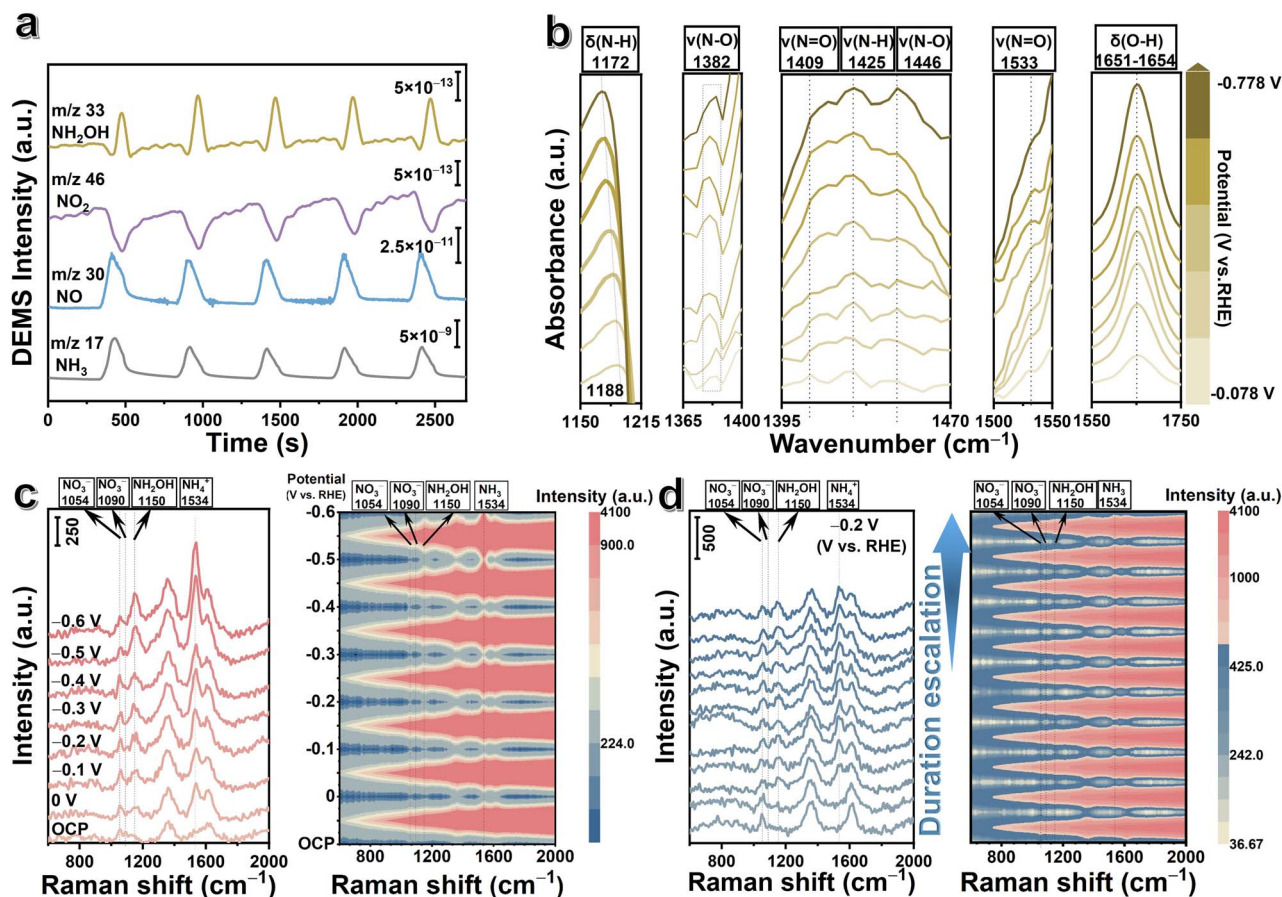 a
DEMS Intensity (a.u.)
m/z 33
NH₂OH
5×10⁻¹³
m/z 46
NO₂
5×10⁻¹³
m/z 30
NO
2.5×10⁻¹¹
m/z 17
NH₃
5×10⁻⁹
0 500 1000 1500 2000 2500
Time (s)
b
Absorbance (a.u.)
δ(N-H)
1172
ν(N-O)
1382
ν(N=O)
1409
ν(N-H)
1425
ν(N-O)
1446
ν(N=O)
1533
δ(O-H)
1651-1654
1188
1150 1215 1365 1400 1395 1470 1500 1550 1550 1750
Wavenumber (cm⁻¹)
-0.778 V
Potential (V vs.RHE)
-0.078 V
c
NO₃⁻
1054
NO₃⁻
1090
NH₂OH
1150
NH₄⁺
1534
250
Intensity (a.u.)
−0.6 V
−0.5 V
−0.4 V
−0.3 V
−0.2 V
−0.1 V
0 V
OCP
800 1200 1600 2000
Raman shift (cm⁻¹)
Potential
(V vs. RHE)
NO₃⁻
1054
NO₃⁻
1090
NH₂OH
1150
NH₃
1534
Intensity (a.u.)
-0.6
-0.5
-0.4
-0.3
-0.2
-0.1
0
OCP
800 1200 1600 2000
Raman shift (cm⁻¹)
4100
900.0
224.0
d
NO₃⁻
1054
NO₃⁻
1090
NH₂OH
1150
NH₄⁺
1534
500
−0.2 V
(V vs. RHE)
Intensity (a.u.)
800 1200 1600 2000
Raman shift (cm⁻¹)
Duration escalation
NO₃⁻
1054
NO₃⁻
1090
NH₂OH
1150
NH₃
1534
Intensity (a.u.)
4100
1000
425.0
242.0
36.67
800 1200 1600 2000
Raman shift (cm⁻¹)